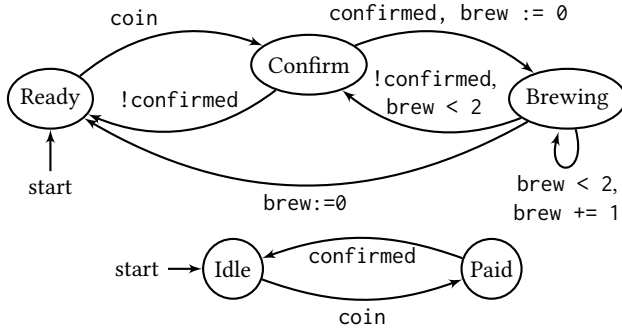 coin
confirmed, brew := 0
Ready
Confirm
Brewing
!confirmed
!confirmed,
brew < 2
start
brew:=0
brew < 2,
brew += 1
start
Idle
confirmed
Paid
coin